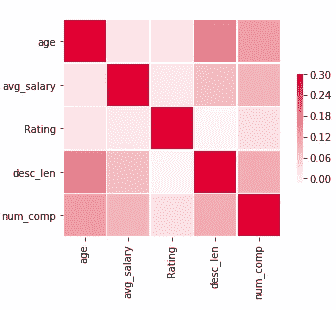 age
avg_salary
Rating
desc_len
num_comp
0.30
0.24
0.18
0.12
0.06
0.00
age
avg_salary
Rating
desc_len
num_comp